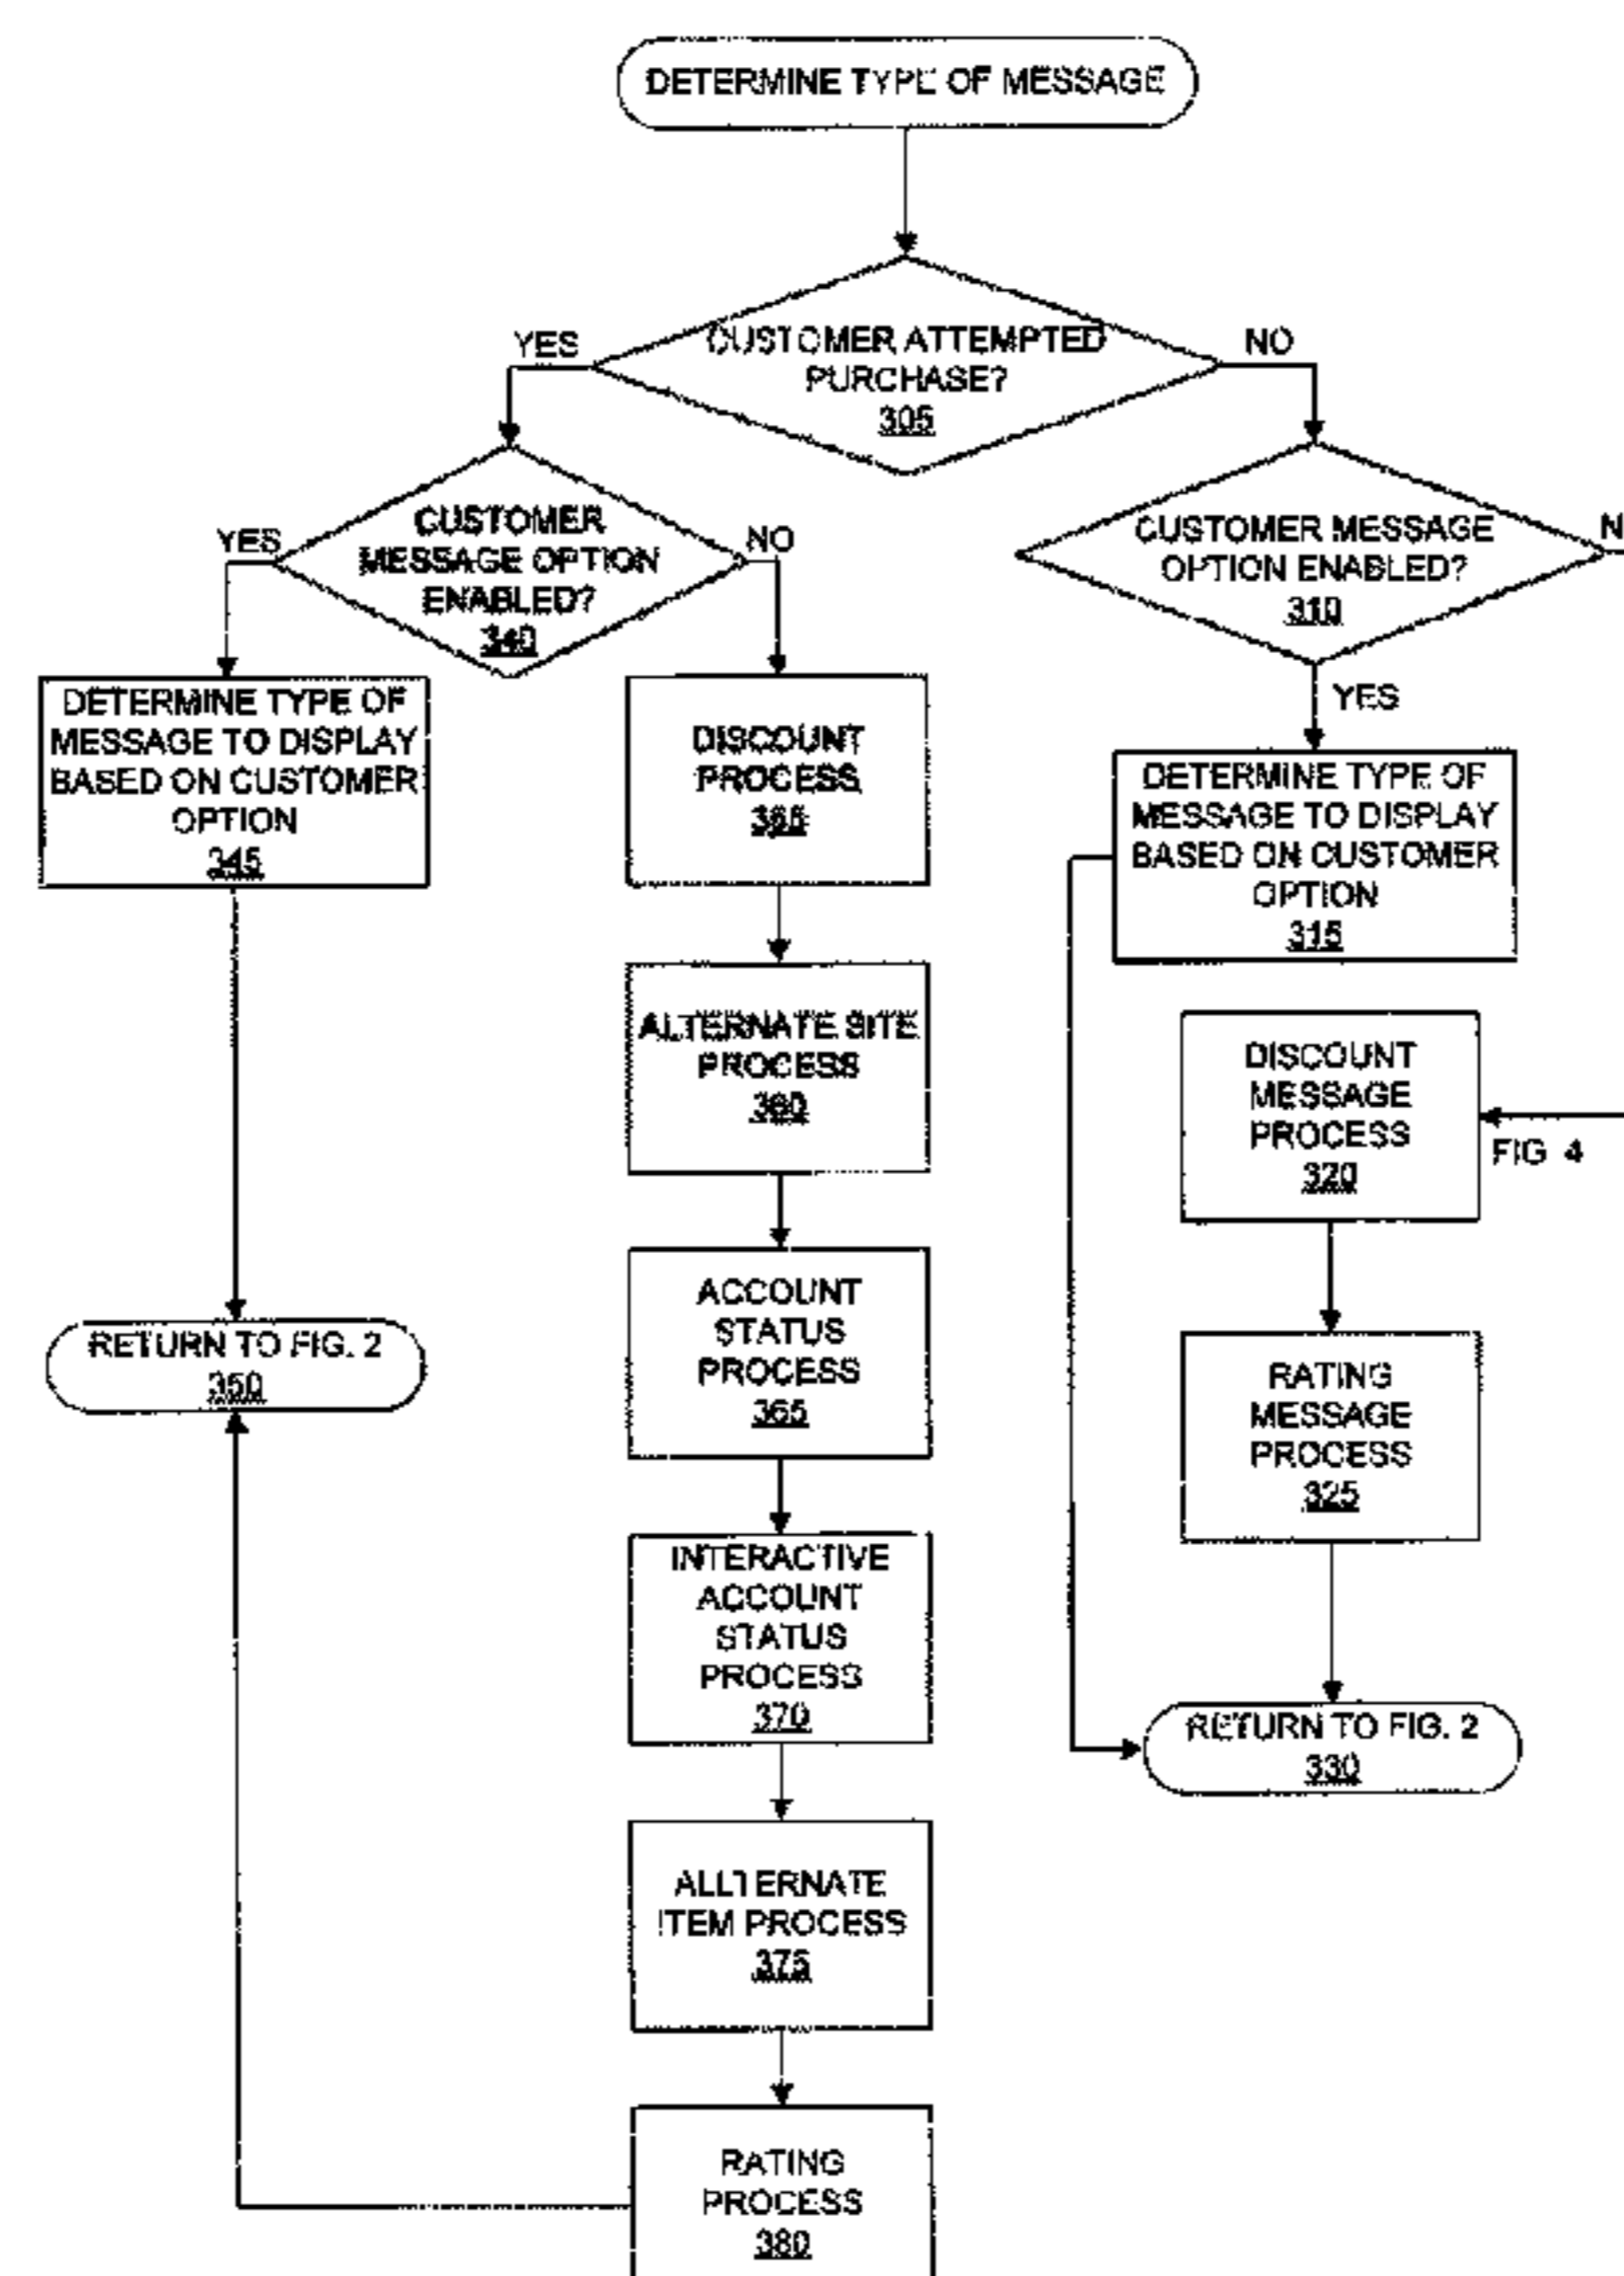 DETERMINE TYPE OF MESSAGE
YES
CUSTOMER ATTEMPTED
PURCHASE?
305
NO
YES
CUSTOMER
MESSAGE OPTION
ENABLED?
340
NO
CUSTOMER MESSAGE
OPTION ENABLED?
310
YES
DETERMINE TYPE OF
MESSAGE TO DISPLAY
BASED ON CUSTOMER
OPTION
345
DISCOUNT
PROCESS
DETERMINE TYPE OF
MESSAGE TO DISPLAY
BASED ON CUSTOMER
OPTION
315
ALTERNATE SITE
PROCESS
360
DISCOUNT
MESSAGE
PROCESS
320
FIG 4
ACCOUNT
STATUS
PROCESS
365
RETURN TO FIG. 2
350
RATING
MESSAGE
PROCESS
325
INTERACTIVE
ACCOUNT
STATUS
PROCESS
370
RETURN TO FIG. 2
330
ALLTERNATE
ITEM PROCESS
375
RATING
PROCESS
380